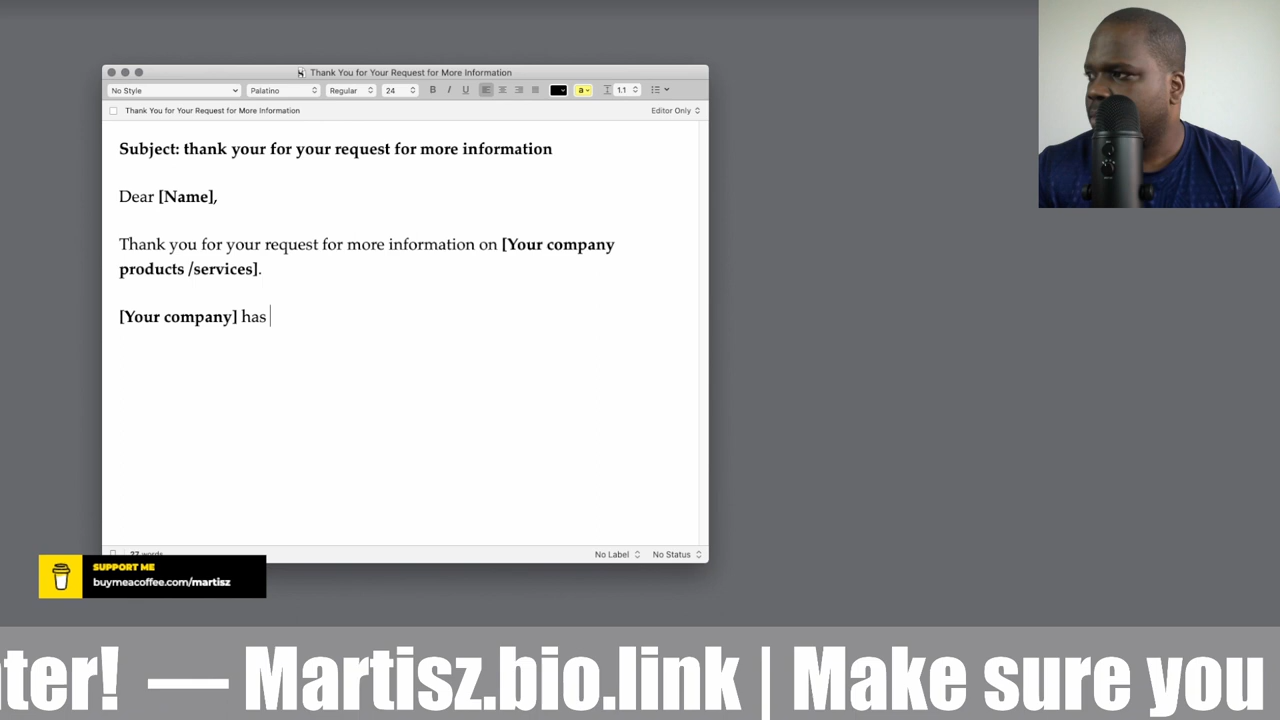 Thank You for Your Request for More Information
No Style Palatino Regular 24 B I U a 1.1
Thank You for Your Request for More Information Editor Only
Subject: thank your for your request for more information
Dear [Name],
Thank you for your request for more information on [Your company
products /services].
[Your company] has
27 words No Label No Status
SUPPORT ME
buymeacoffee.com/martisz
ter! — Martisz.bio.link | Make sure you